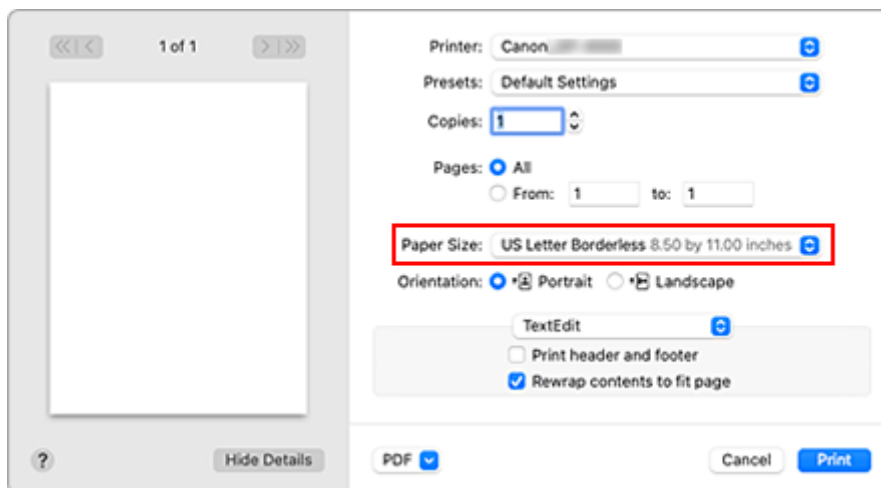 1 of 1
Printer: Canon
Presets: Default Settings
Copies: 1
Pages: All
From: 1 to: 1
Paper Size: US Letter Borderless 8.50 by 11.00 inches
Orientation: Portrait Landscape
TextEdit
Print header and footer
Rewrap contents to fit page
? Hide Details PDF Cancel Print